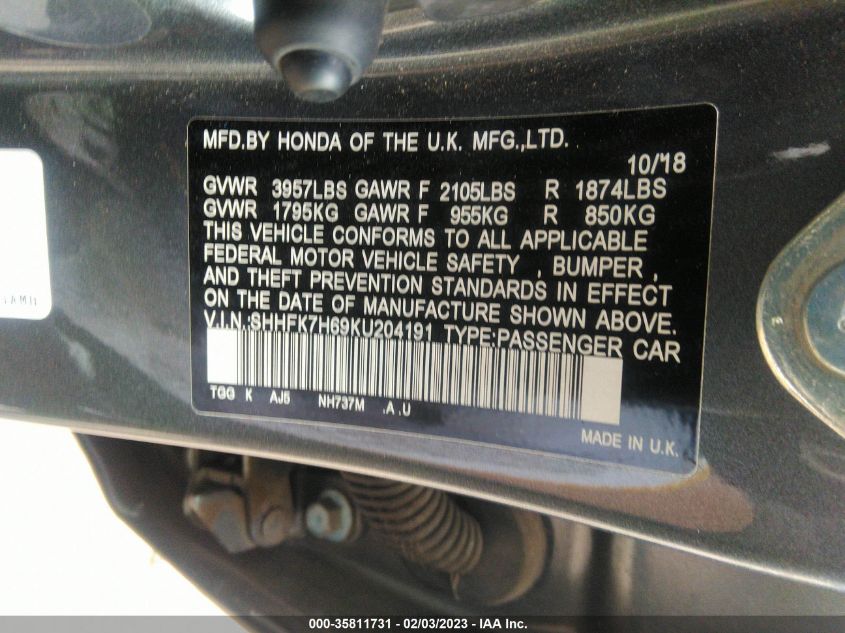 MFD.BY HONDA OF THE U.K. MFG.,LTD.
10/18
GVWR 3957LBS GAWR F 2105LBS R 1874LBS
GVWR 1795KG GAWR F 955KG R 850KG
THIS VEHICLE CONFORMS TO ALL APPLICABLE
FEDERAL MOTOR VEHICLE SAFETY , BUMPER ,
AND THEFT PREVENTION STANDARDS IN EFFECT
ON THE DATE OF MANUFACTURE SHOWN ABOVE.
V.I.N.:SHHFK7H69KU204191 TYPE:PASSENGER CAR
TGG K AJ5 NH737M .A .U
MADE IN U.K.
000-35811731 - 02/03/2023 - IAA Inc.